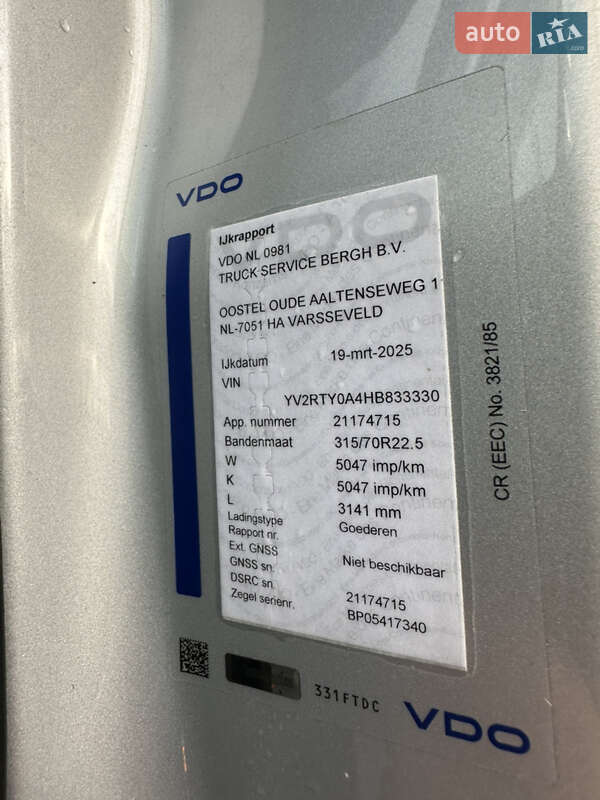 auto RIA.com
VDO
IJkrapport
VDO NL 0981
TRUCK SERVICE BERGH B.V.
OOSTEL OUDE AALTENSEWEG 11
NL-7051 HA VARSSEVELD
IJkdatum 19-mrt-2025
VIN
YV2RTY0A4HB833330
App. nummer 21174715
Bandenmaat 315/70R22.5
W 5047 imp/km
K 5047 imp/km
L 3141 mm
Ladingstype Goederen
Rapport nr.
Ext. GNSS Niet beschikbaar
GNSS sn.
DSRC sn. 21174715
Zegel serienr. BP05417340
CR (EEC) No. 3821/85
331FTDC
VDO